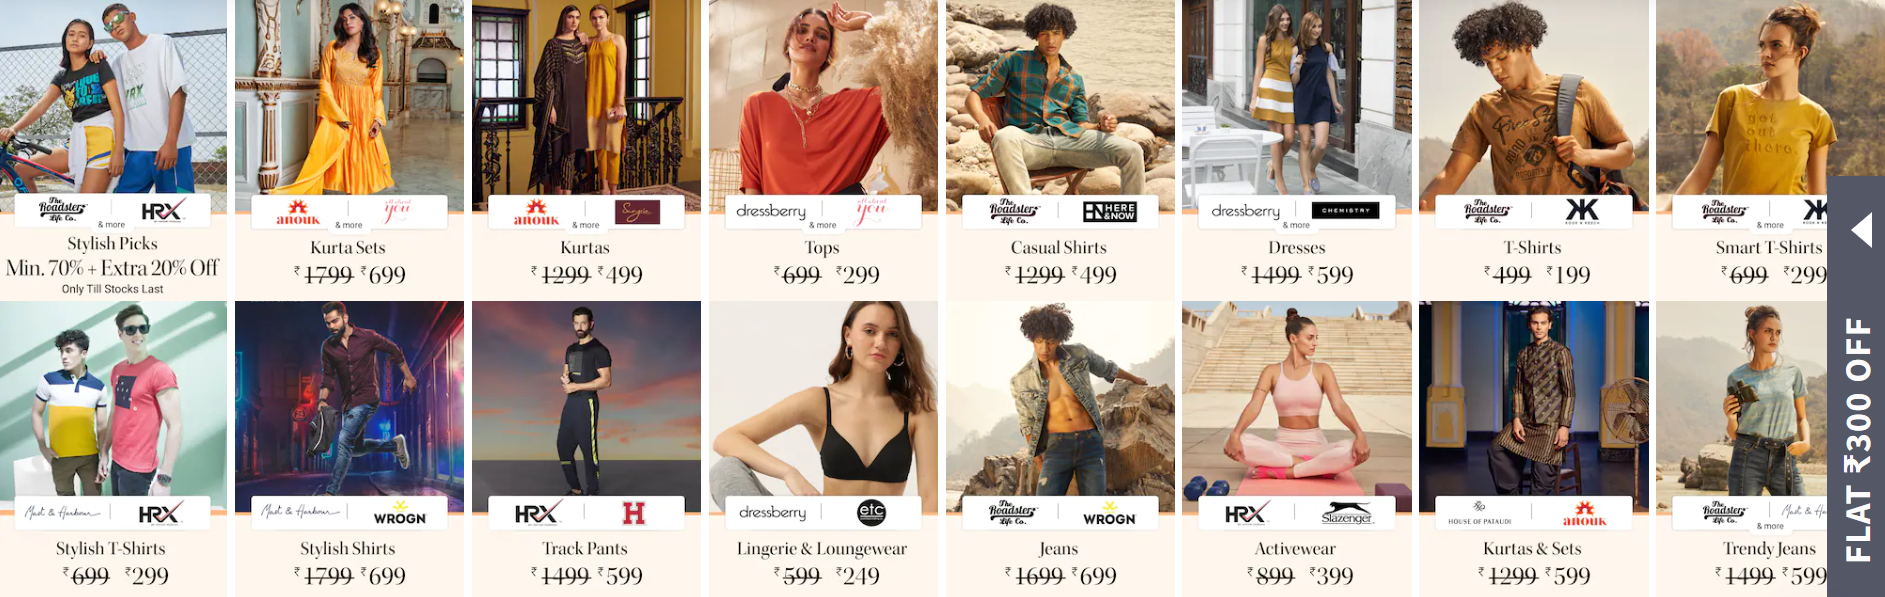 The
Roadster
Life Co.
HRX
& more
Stylish Picks
Min. 70% + Extra 20% Off
Only Till Stocks Last
anouk
all about
you
& more
Kurta Sets
₹1799 ₹699
anouk
Sangria
& more
Kurtas
₹1299 ₹499
dressberry
all about
you
& more
Tops
₹699 ₹299
The
Roadster
Life Co.
HERE
&NOW
Casual Shirts
₹1299 ₹499
dressberry
CHEMISTRY
& more
Dresses
₹1499 ₹599
The
Roadster
Life Co.
T-Shirts
₹499 ₹199
got
out
there.
The
Roadster
Life Co.
& more
Smart T-Shirts
₹699 ₹299
Mast & Harbour
HRX
Stylish T-Shirts
₹699 ₹299
Mast & Harbour
WROGN
Stylish Shirts
₹1799 ₹699
HRX
H
Track Pants
₹1499 ₹599
dressberry
etc
Lingerie & Loungewear
₹599 ₹249
The
Roadster
Life Co.
WROGN
Jeans
₹1699 ₹699
HRX
Slazenger
Activewear
₹899 ₹399
HOUSE OF PATAUDI
anouk
Kurtas & Sets
₹1299 ₹599
The
Roadster
Life Co.
Mast & Ha
& more
Trendy Jeans
₹1499 ₹599
FLAT ₹300 OFF